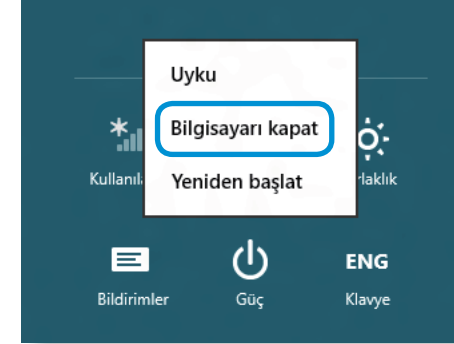 Uyku
Bilgisayarı kapat
Yeniden başlat
Bildirimler
Güç
ENG
Klavye